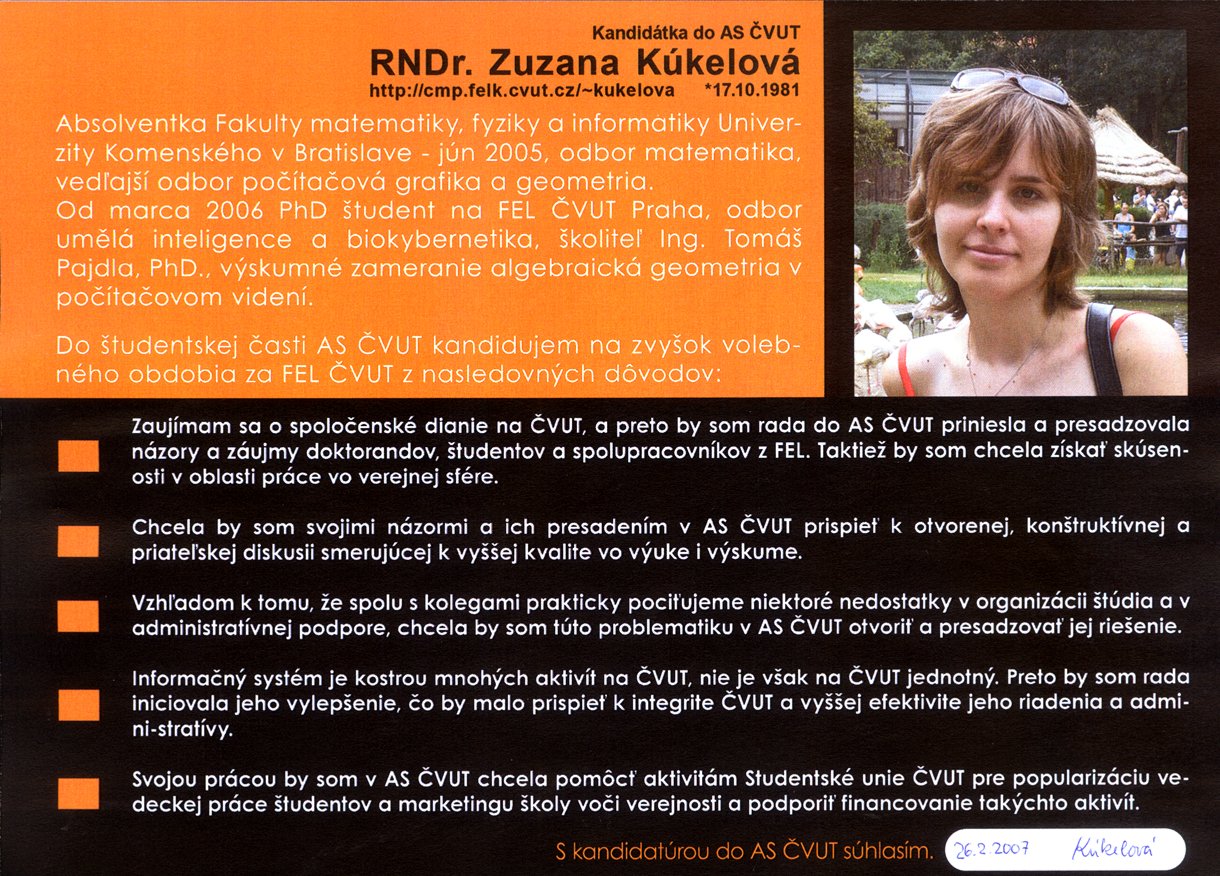 Kandidátka do AS ČVUT
RNDr. Zuzana Kúkelová
http://cmp.felk.cvut.cz/~kukelova *17.10.1981
Absolventka Fakulty matematiky, fyziky a informatiky Univer-
zity Komenského v Bratislave - jún 2005, odbor matematika,
vedľajší odbor počítačová grafika a geometria.
Od marca 2006 PhD študent na FEL ČVUT Praha, odbor
umělá inteligence a biokybernetika, školiteľ Ing. Tomáš
Pajdla, PhD., výskumné zameranie algebraická geometria v
počítačovom videní.
Do študentskej časti AS ČVUT kandidujem na zvyšok voleb-
ného obdobia za FEL ČVUT z nasledovných dôvodov:
Zaujímam sa o spoločenské dianie na ČVUT, a preto by som rada do AS ČVUT priniesla a presadzovala
názory a záujmy doktorandov, študentov a spolupracovníkov z FEL. Taktiež by som chcela získať skúsen-
osti v oblasti práce vo verejnej sfére.
Chcela by som svojimi názormi a ich presadením v AS ČVUT prispieť k otvorenej, konštruktívnej a
priateľskej diskusii smerujúcej k vyššej kvalite vo výuke i výskume.
Vzhľadom k tomu, že spolu s kolegami prakticky pociťujeme niektoré nedostatky v organizácii štúdia a v
administratívnej podpore, chcela by som túto problematiku v AS ČVUT otvoriť a presadzovať jej riešenie.
Informačný systém je kostrou mnohých aktivít na ČVUT, nie je však na ČVUT jednotný. Preto by som rada
iniciovala jeho vylepšenie, čo by malo prispieť k integrite ČVUT a vyššej efektivite jeho riadenia a admi-
ni-stratívy.
Svojou prácou by som v AS ČVUT chcela pomôcť aktivitám Studentské unie ČVUT pre popularizáciu ve-
deckej práce študentov a marketingu školy voči verejnosti a podporiť financovanie takýchto aktivít.
S kandidatúrou do AS ČVUT súhlasím. 26.2.2007 Kúkelová